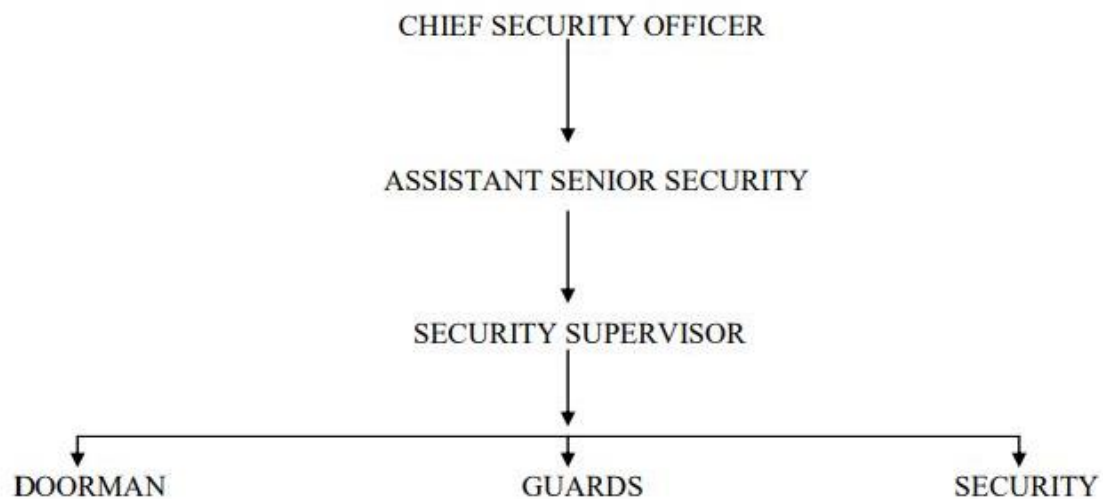 CHIEF SECURITY OFFICER
ASSISTANT SENIOR SECURITY
SECURITY SUPERVISOR
DOORMAN GUARDS SECURITY